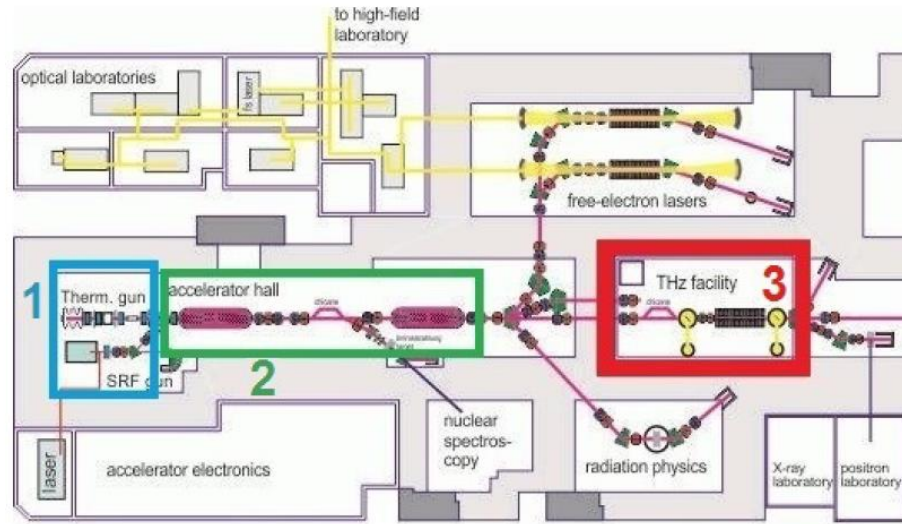 to high-field
laboratory
optical laboratories
fs laser
free-electron lasers
1
Therm. gun
accelerator hall
chicane
THz facility
3
chicane
SRF gun
2
nuclear
spectros-
copy
laser
accelerator electronics
radiation physics
X-ray
laboratory
positron
laboratory